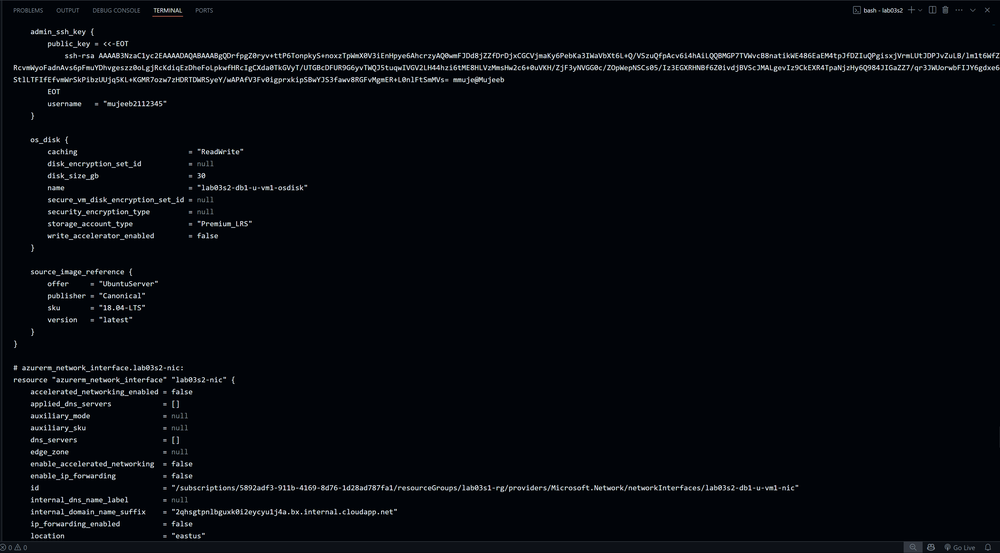 PROBLEMS OUTPUT DEBUG CONSOLE TERMINAL PORTS bash - lab03s2
admin_ssh_key {
public_key = <<-EOT
ssh-rsa AAAAB3NzaC1yc2EAAAADAQABAAABgQDrfpgZ0ryv+ttP6TonpkyS+noxzTpWmX0V3iEnHpye6AhcrzyAQ0wmFJDd8jZZfDrDjxCGCVjmaKy6PebKa3IWaVbXt6L+Q/VSzuQfpAcv6i4hAiLQQBMGP7TVWvcB8natikWE486EaEM4tpJfDZIuQPgisxjVrmLUtJDPJvZuLB/lm1t6WfZ
RcvmWyoFadnAvs6pFmuYDhvgeszz0oLgjRcKdiqEzDheFoLpkwfHRcIgCXda0TkGVyT/UTGBcDFUR9G6yvTWQJ5tuqwIVGV2LH44hzi6tME8HLVzMmsHw2c6+0uVKH/ZjF3yNVGG0c/ZOpWepNSCs05/Iz3EGXRHNBf6Z0ivdjBVScJMALgevIz9CkEXR4TpaNjzHy6Q984JIGaZZ7/qr3JWUorwbFIJY6gdxe6
StlLTFIfEfvmWrSkPibzUUjq5KL+KGMR7ozw7zHDRTDWRSyeY/wAPAfV3Fv0igprxkipSBwYJS3fawv8RGFvMgmER+L0nlFtSmMVs= mmuje@Mujeeb
EOT
username = "mujeeb2112345"
}
os_disk {
caching = "ReadWrite"
disk_encryption_set_id = null
disk_size_gb = 30
name = "lab03s2-db1-u-vm1-osdisk"
secure_vm_disk_encryption_set_id = null
security_encryption_type = null
storage_account_type = "Premium_LRS"
write_accelerator_enabled = false
}
source_image_reference {
offer = "UbuntuServer"
publisher = "Canonical"
sku = "18.04-LTS"
version = "latest"
}
}
# azurerm_network_interface.lab03s2-nic:
resource "azurerm_network_interface" "lab03s2-nic" {
accelerated_networking_enabled = false
applied_dns_servers = []
auxiliary_mode = null
auxiliary_sku = null
dns_servers = []
edge_zone = null
enable_accelerated_networking = false
enable_ip_forwarding = false
id = "/subscriptions/5892adf3-911b-4169-8d76-1d28ad787fa1/resourceGroups/lab03s1-rg/providers/Microsoft.Network/networkInterfaces/lab03s2-db1-u-vm1-nic"
internal_dns_name_label = null
internal_domain_name_suffix = "2qhsgtpnlbguxk0i2eycyu1j4a.bx.internal.cloudapp.net"
ip_forwarding_enabled = false
location = "eastus"
0 0 Go Live